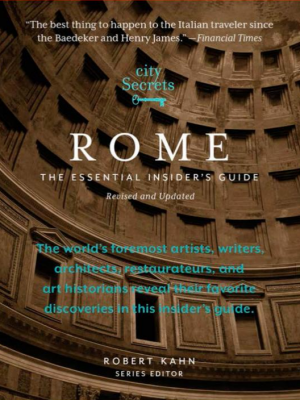 “The best thing to happen to the Italian traveler since
the Baedeker and Henry James.” —Financial Times
city
Secrets
ROME
THE ESSENTIAL INSIDER'S GUIDE
Revised and Updated
The world's foremost artists, writers,
architects, restaurateurs, and
art historians reveal their favorite
discoveries in this insider's guide.
ROBERT KAHN
SERIES EDITOR